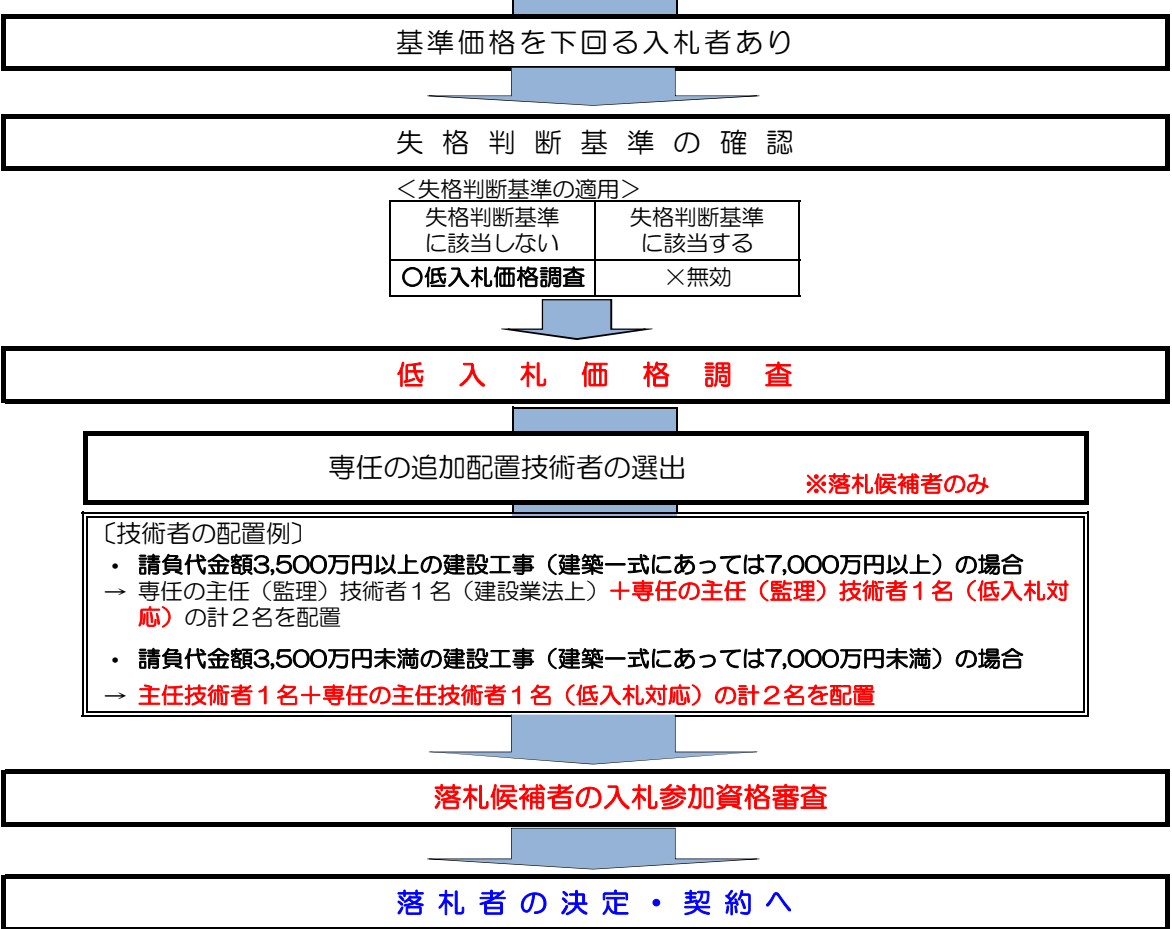 基準価格を下回る入札者あり
失格判断基準の確認
＜失格判断基準の適用＞
失格判断基準
に該当しない
失格判断基準
に該当する
〇低入札価格調査
×無効
低入札価格調査
専任の追加配置技術者の選出
※落札候補者のみ
〔技術者の配置例〕
・ 請負代金額3,500万円以上の建設工事（建築一式にあっては7,000万円以上）の場合
→ 専任の主任（監理）技術者１名（建設業法上）＋専任の主任（監理）技術者１名（低入札対
応）の計２名を配置
・ 請負代金額3,500万円未満の建設工事（建築一式にあっては7,000万円未満）の場合
→ 主任技術者１名＋専任の主任技術者１名（低入札対応）の計２名を配置
落札候補者の入札参加資格審査
落札者の決定・契約へ